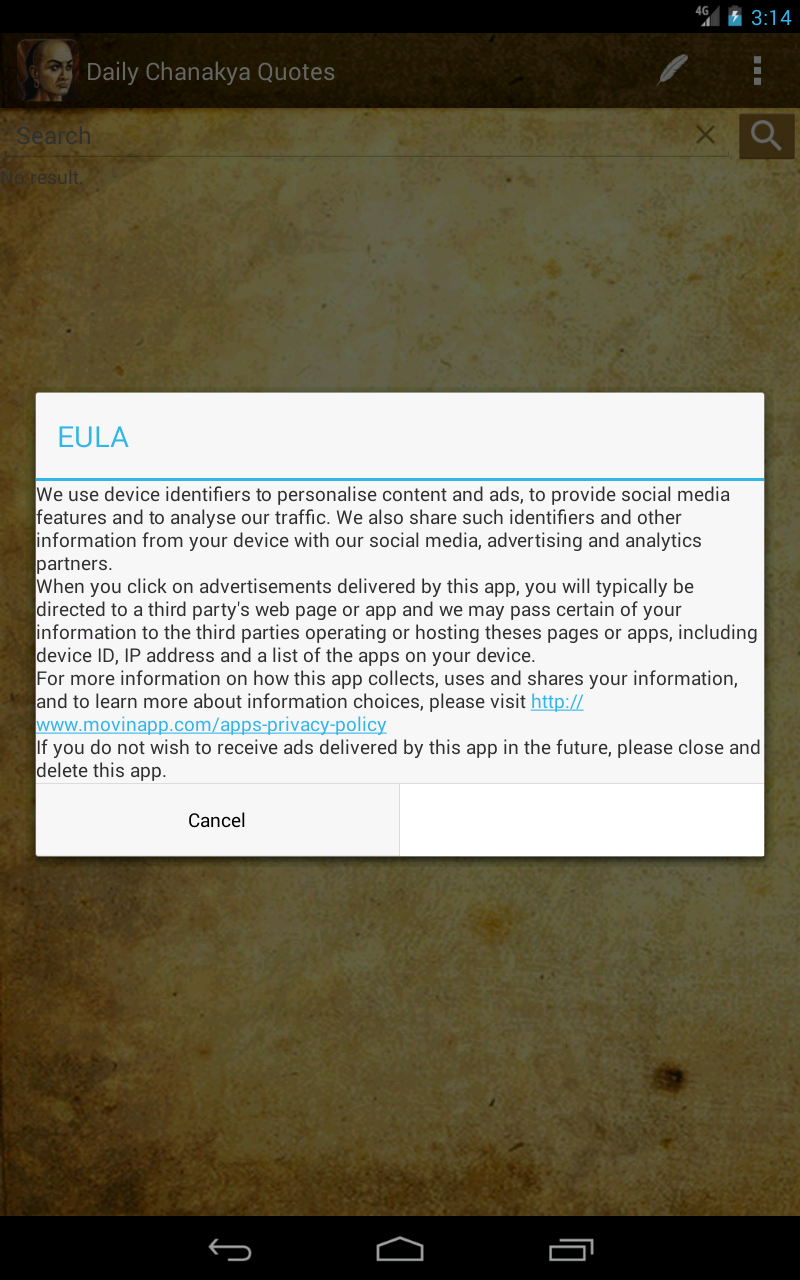 4G 3:14
Daily Chanakya Quotes
Search
No result.
EULA
We use device identifiers to personalise content and ads, to provide social media
features and to analyse our traffic. We also share such identifiers and other
information from your device with our social media, advertising and analytics
partners.
When you click on advertisements delivered by this app, you will typically be
directed to a third party's web page or app and we may pass certain of your
information to the third parties operating or hosting theses pages or apps, including
device ID, IP address and a list of the apps on your device.
For more information on how this app collects, uses and shares your information,
and to learn more about information choices, please visit http://
www.movinapp.com/apps-privacy-policy
If you do not wish to receive ads delivered by this app in the future, please close and
delete this app.
Cancel